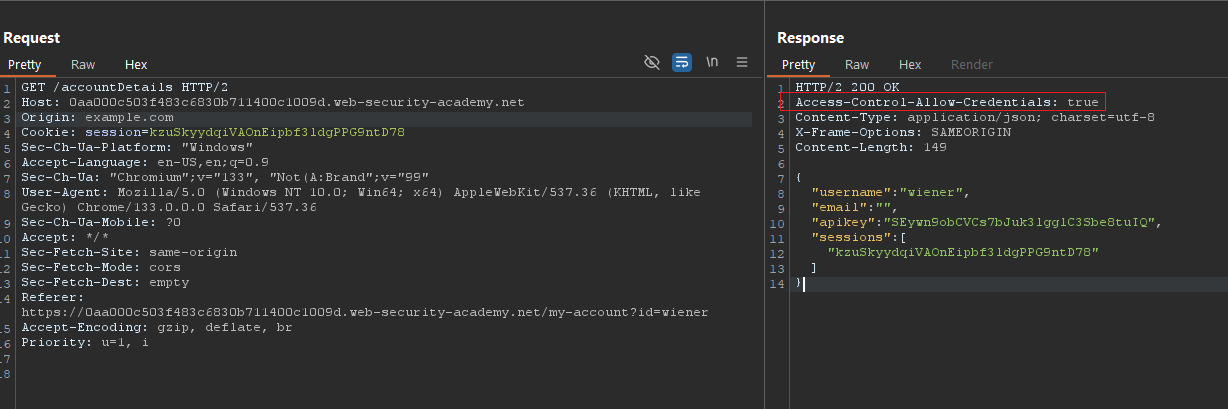 Request
Pretty Raw Hex
\n
1 GET /accountDetails HTTP/2
2 Host: 0aa000c503f483c6830b711400c1009d.web-security-academy.net
3 Origin: example.com
4 Cookie: session=kzuSkyydqiVAOnEipbf3ldgPPG9ntD78
5 Sec-Ch-Ua-Platform: "Windows"
6 Accept-Language: en-US,en;q=0.9
7 Sec-Ch-Ua: "Chromium";v="133", "Not(A:Brand";v="99"
8 User-Agent: Mozilla/5.0 (Windows NT 10.0; Win64; x64) AppleWebKit/537.36 (KHTML, like
Gecko) Chrome/133.0.0.0 Safari/537.36
9 Sec-Ch-Ua-Mobile: ?0
10 Accept: */*
11 Sec-Fetch-Site: same-origin
12 Sec-Fetch-Mode: cors
13 Sec-Fetch-Dest: empty
14 Referer:
https://0aa000c503f483c6830b711400c1009d.web-security-academy.net/my-account?id=wiener
15 Accept-Encoding: gzip, deflate, br
16 Priority: u=1, i
17
18
Response
Pretty Raw Hex Render
1 HTTP/2 200 OK
2 Access-Control-Allow-Credentials: true
3 Content-Type: application/json; charset=utf-8
4 X-Frame-Options: SAMEORIGIN
5 Content-Length: 149
6
7 {
8 "username":"wiener",
9 "email":"",
10 "apikey":"SEywn9obCVCs7bJuk3lgglC3Sbe8tuIQ",
11 "sessions":[
12 "kzuSkyydqiVAOnEipbf3ldgPPG9ntD78"
13 ]
14 }